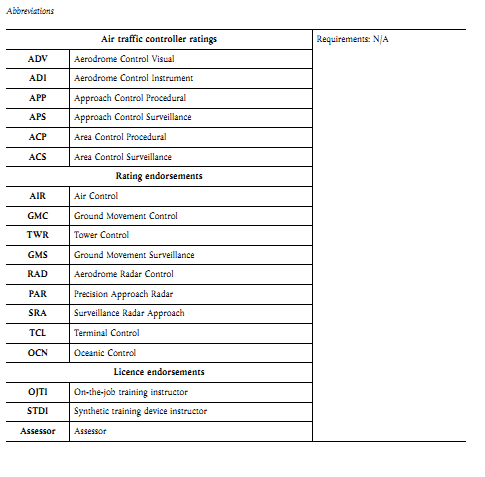 Abbreviations
Air traffic controller ratings Requirements: N/A
ADV Aerodrome Control Visual
ADI Aerodrome Control Instrument
APP Approach Control Procedural
APS Approach Control Surveillance
ACP Area Control Procedural
ACS Area Control Surveillance
Rating endorsements
AIR Air Control
GMC Ground Movement Control
TWR Tower Control
GMS Ground Movement Surveillance
RAD Aerodrome Radar Control
PAR Precision Approach Radar
SRA Surveillance Radar Approach
TCL Terminal Control
OCN Oceanic Control
Licence endorsements
OJTI On-the-job training instructor
STDI Synthetic training device instructor
Assessor Assessor